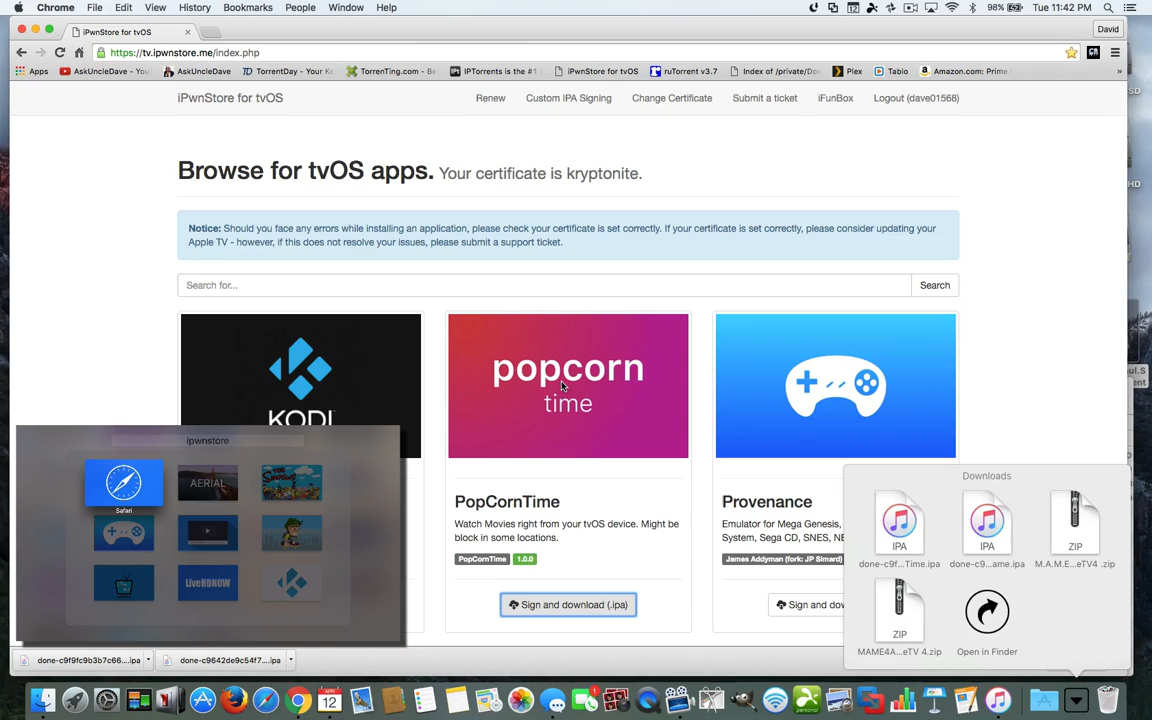 Chrome File Edit View History Bookmarks People Window Help
98% Tue 11:42 PM
iPwnStore for tvOS
David
https://tv.ipwnstore.me/index.php
Apps AskUncleDave - You AskUncleDave TorrentDay - Your Ke TorrenTing.com - Be IPTorrents is the #1 iPwnStore for tvOS ruTorrent v3.7 Index of /private/Dov Plex Tablo Amazon.com: Prime
iPwnStore for tvOS Renew Custom IPA Signing Change Certificate Submit a ticket iFunBox Logout (dave01568)
Browse for tvOS apps. Your certificate is kryptonite.
Notice: Should you face any errors while installing an application, please check your certificate is set correctly. If your certificate is set correctly, please consider updating your
Apple TV - however, if this does not resolve your issues, please submit a support ticket.
Search for... Search
KODI
popcorn
time
ipwnstore
AERIAL
Safari
LiveHDNOW
PopCornTime
Watch Movies right from your tvOS device. Might be
block in some locations.
PopCornTime 1.0.0
Sign and download (.ipa)
Provenance
Emulator for Mega Genesis,
System, Sega CD, SNES, NE
James Addyman (fork: JP Simard)
Sign and dow
Downloads
IPA IPA ZIP
done-c9f...Time.ipa done-c9...ame.ipa M.A.M.E...eTV4 .zip
ZIP
MAME4A...eTV 4.zip Open in Finder
done-c9f9fc9b3b7c66....ipa done-c9642de9c54f7....ipa
APR
12
1
personal